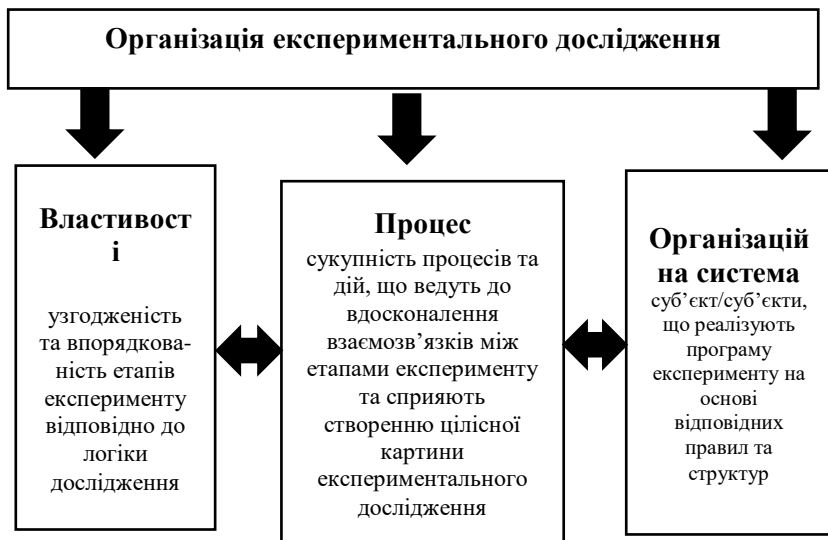 Організація експериментального дослідження
Властивост
і
узгодженість
та впорядкова-
ність етапів
експерименту
відповідно до
логіки
дослідження
Процес
сукупність процесів та
дій, що ведуть до
вдосконалення
взаємозв’язків між
етапами експерименту
та сприяють
створенню цілісної
картини
експериментального
дослідження
Організацій
на система
суб’єкт/суб’єкти,
що реалізують
програму
експерименту на
основі
відповідних
правил та
структур